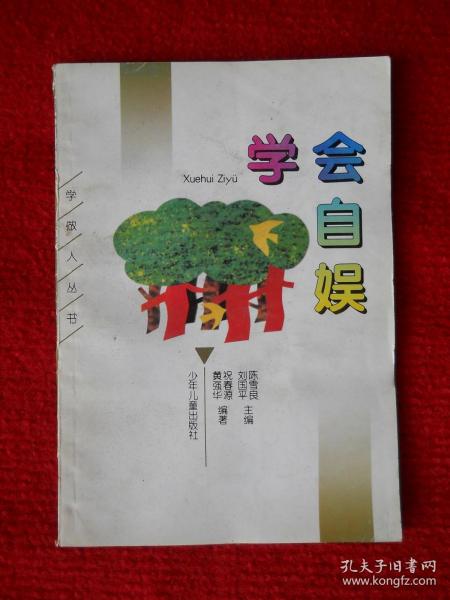 学会自娱
Xuehui Ziyü
学做人丛书
陈雪良
刘国平 主编
祝春源
黄强华 编著
少年儿童出版社
孔夫子旧书网
www.kongfz.com